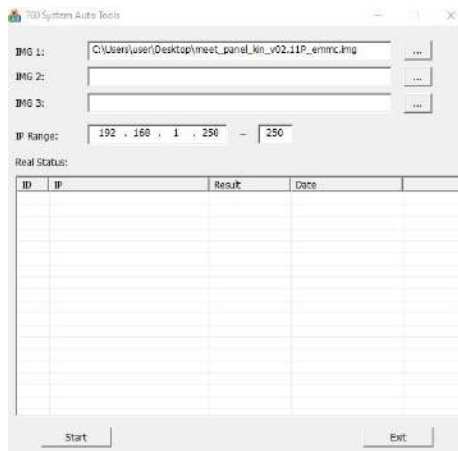 700 System Auto Tools
IMG 1: C:\Users\user\Desktop\meet_panel_kin_v02.11P_emmc.img ...
IMG 2: ...
IMG 3: ...
IP Range: 192 . 168 . 1 . 250 - 250
Real Status:
ID IP Result Date
Start Exit